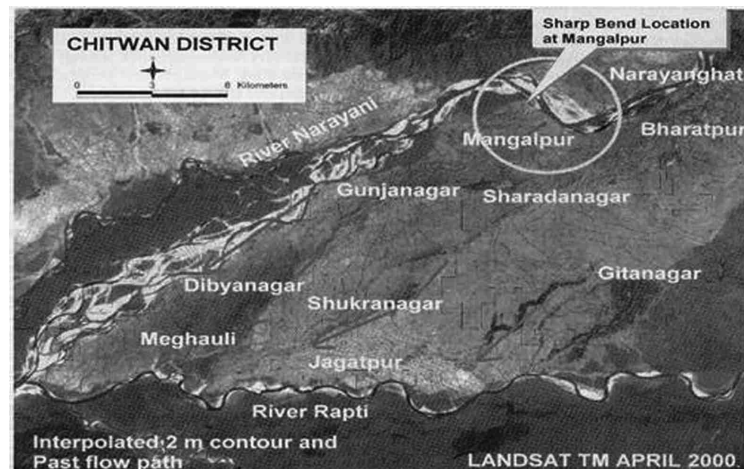 Sharp Bend Location
at Mangalpur
CHITWAN DISTRICT
0 3 6 Kilometers
Narayanghat
River Narayani
Mangalpur
Bharatpur
Gunjanagar
Sharadanagar
Gitanagar
Dibyanagar
Shukranagar
Meghauli
Jagatpur
River Rapti
Interpolated 2 m contour and
Past flow path
LANDSAT TM APRIL 2000